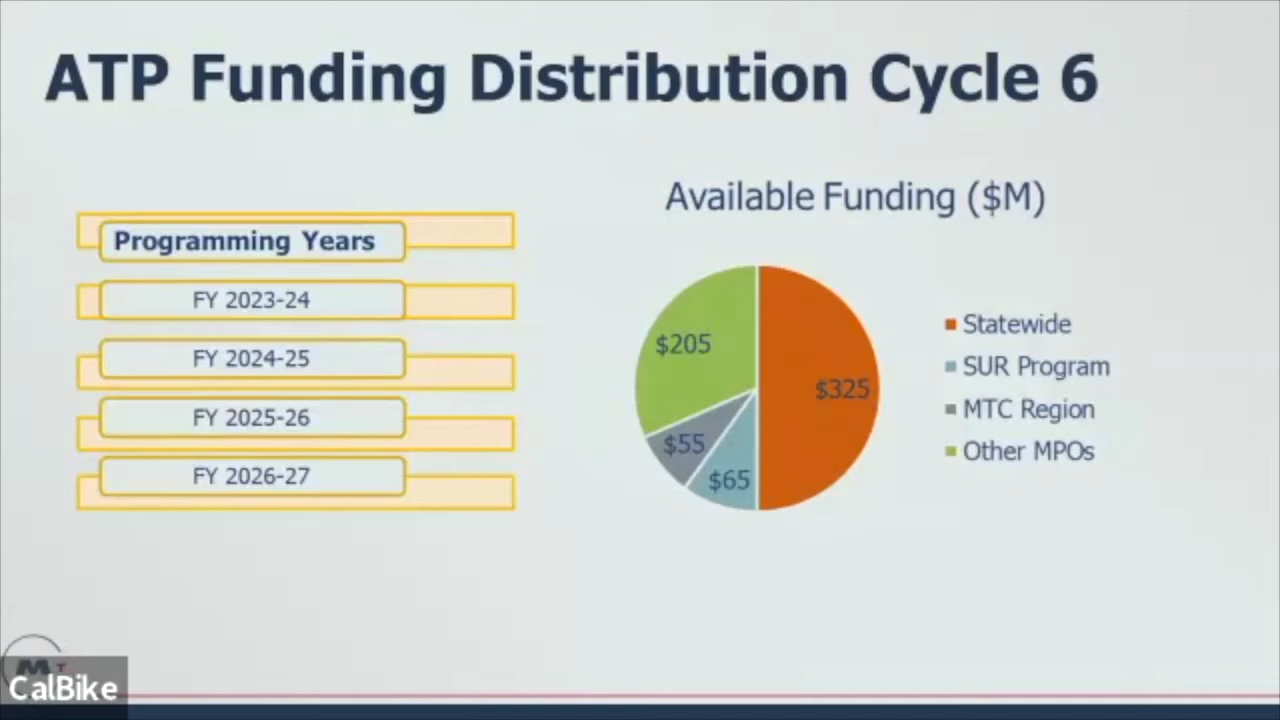 ATP Funding Distribution Cycle 6
Programming Years
FY 2023-24
FY 2024-25
FY 2025-26
FY 2026-27
Available Funding ($M)
$205
$325
$55
$65
Statewide
SUR Program
MTC Region
Other MPOs
CalBike